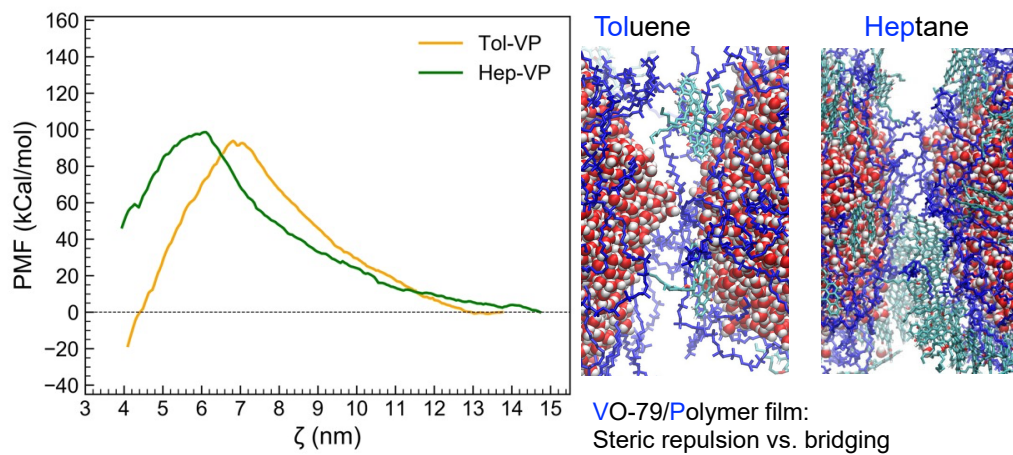 160
140
120
100
80
60
40
20
0
−20
−40
PMF (kCal/mol)
3 4 5 6 7 8 9 10 11 12 13 14 15
ζ (nm)
Tol-VP
Hep-VP
Toluene
Heptane
VO-79/Polymer film:
Steric repulsion vs. bridging